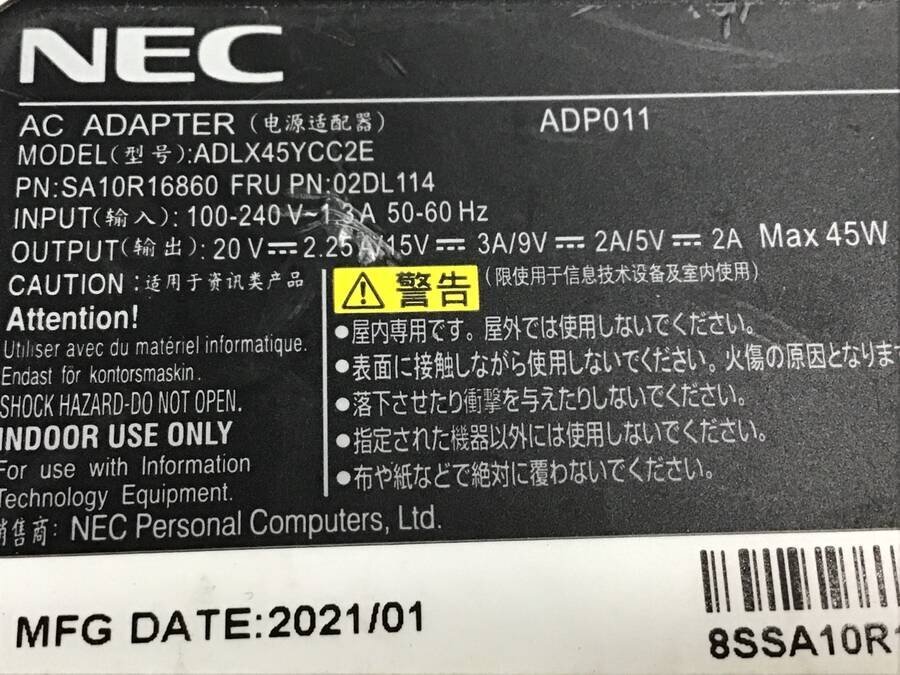 NEC
AC ADAPTER (电源适配器) ADP011
MODEL(型号):ADLX45YCC2E
PN:SA10R16860 FRU PN:02DL114
INPUT(输入): 100-240 V~1.3A 50-60 Hz
OUTPUT(输出): 20 V⎓2.25 A/15V⎓ 3A/9V⎓ 2A/5V⎓ 2A Max 45W
CAUTION :适用于资讯类产品
⚠警告 (限使用于信息技术设备及室内使用)
Attention!
Utiliser avec du matériel informatique.
Endast för kontorsmaskin.
SHOCK HAZARD-DO NOT OPEN.
INDOOR USE ONLY
For use with Information
Technology Equipment.
●屋内専用です。屋外では使用しないでください。
●表面に接触しながら使用しないでください。火傷の原因となりま
●落下させたり衝撃を与えたりしないでください。
●指定された機器以外には使用しないでください。
●布や紙などで絶対に覆わないでください。
销售商: NEC Personal Computers, Ltd.
MFG DATE:2021/01
8SSA10R1